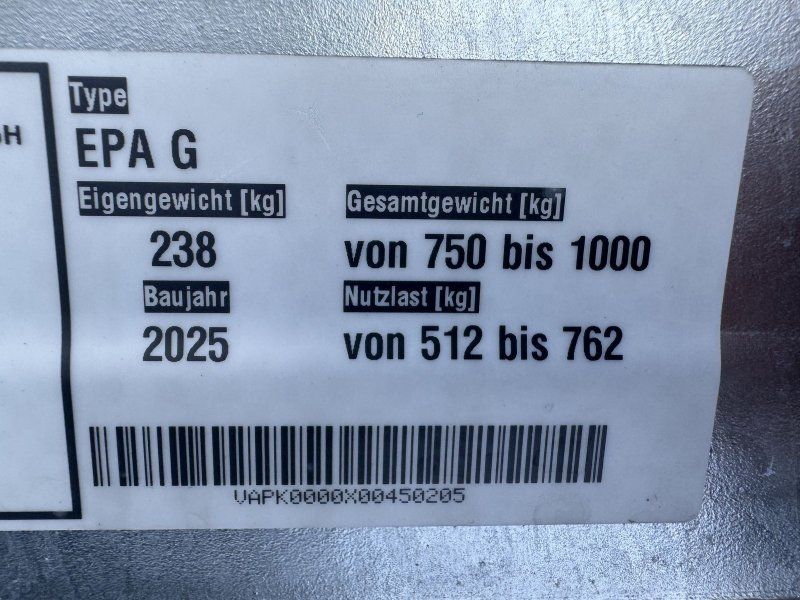 Type
EPA G
Eigengewicht [kg]
238
Gesamtgewicht [kg]
von 750 bis 1000
Baujahr
2025
Nutzlast [kg]
von 512 bis 762
VAPK0000X00450205